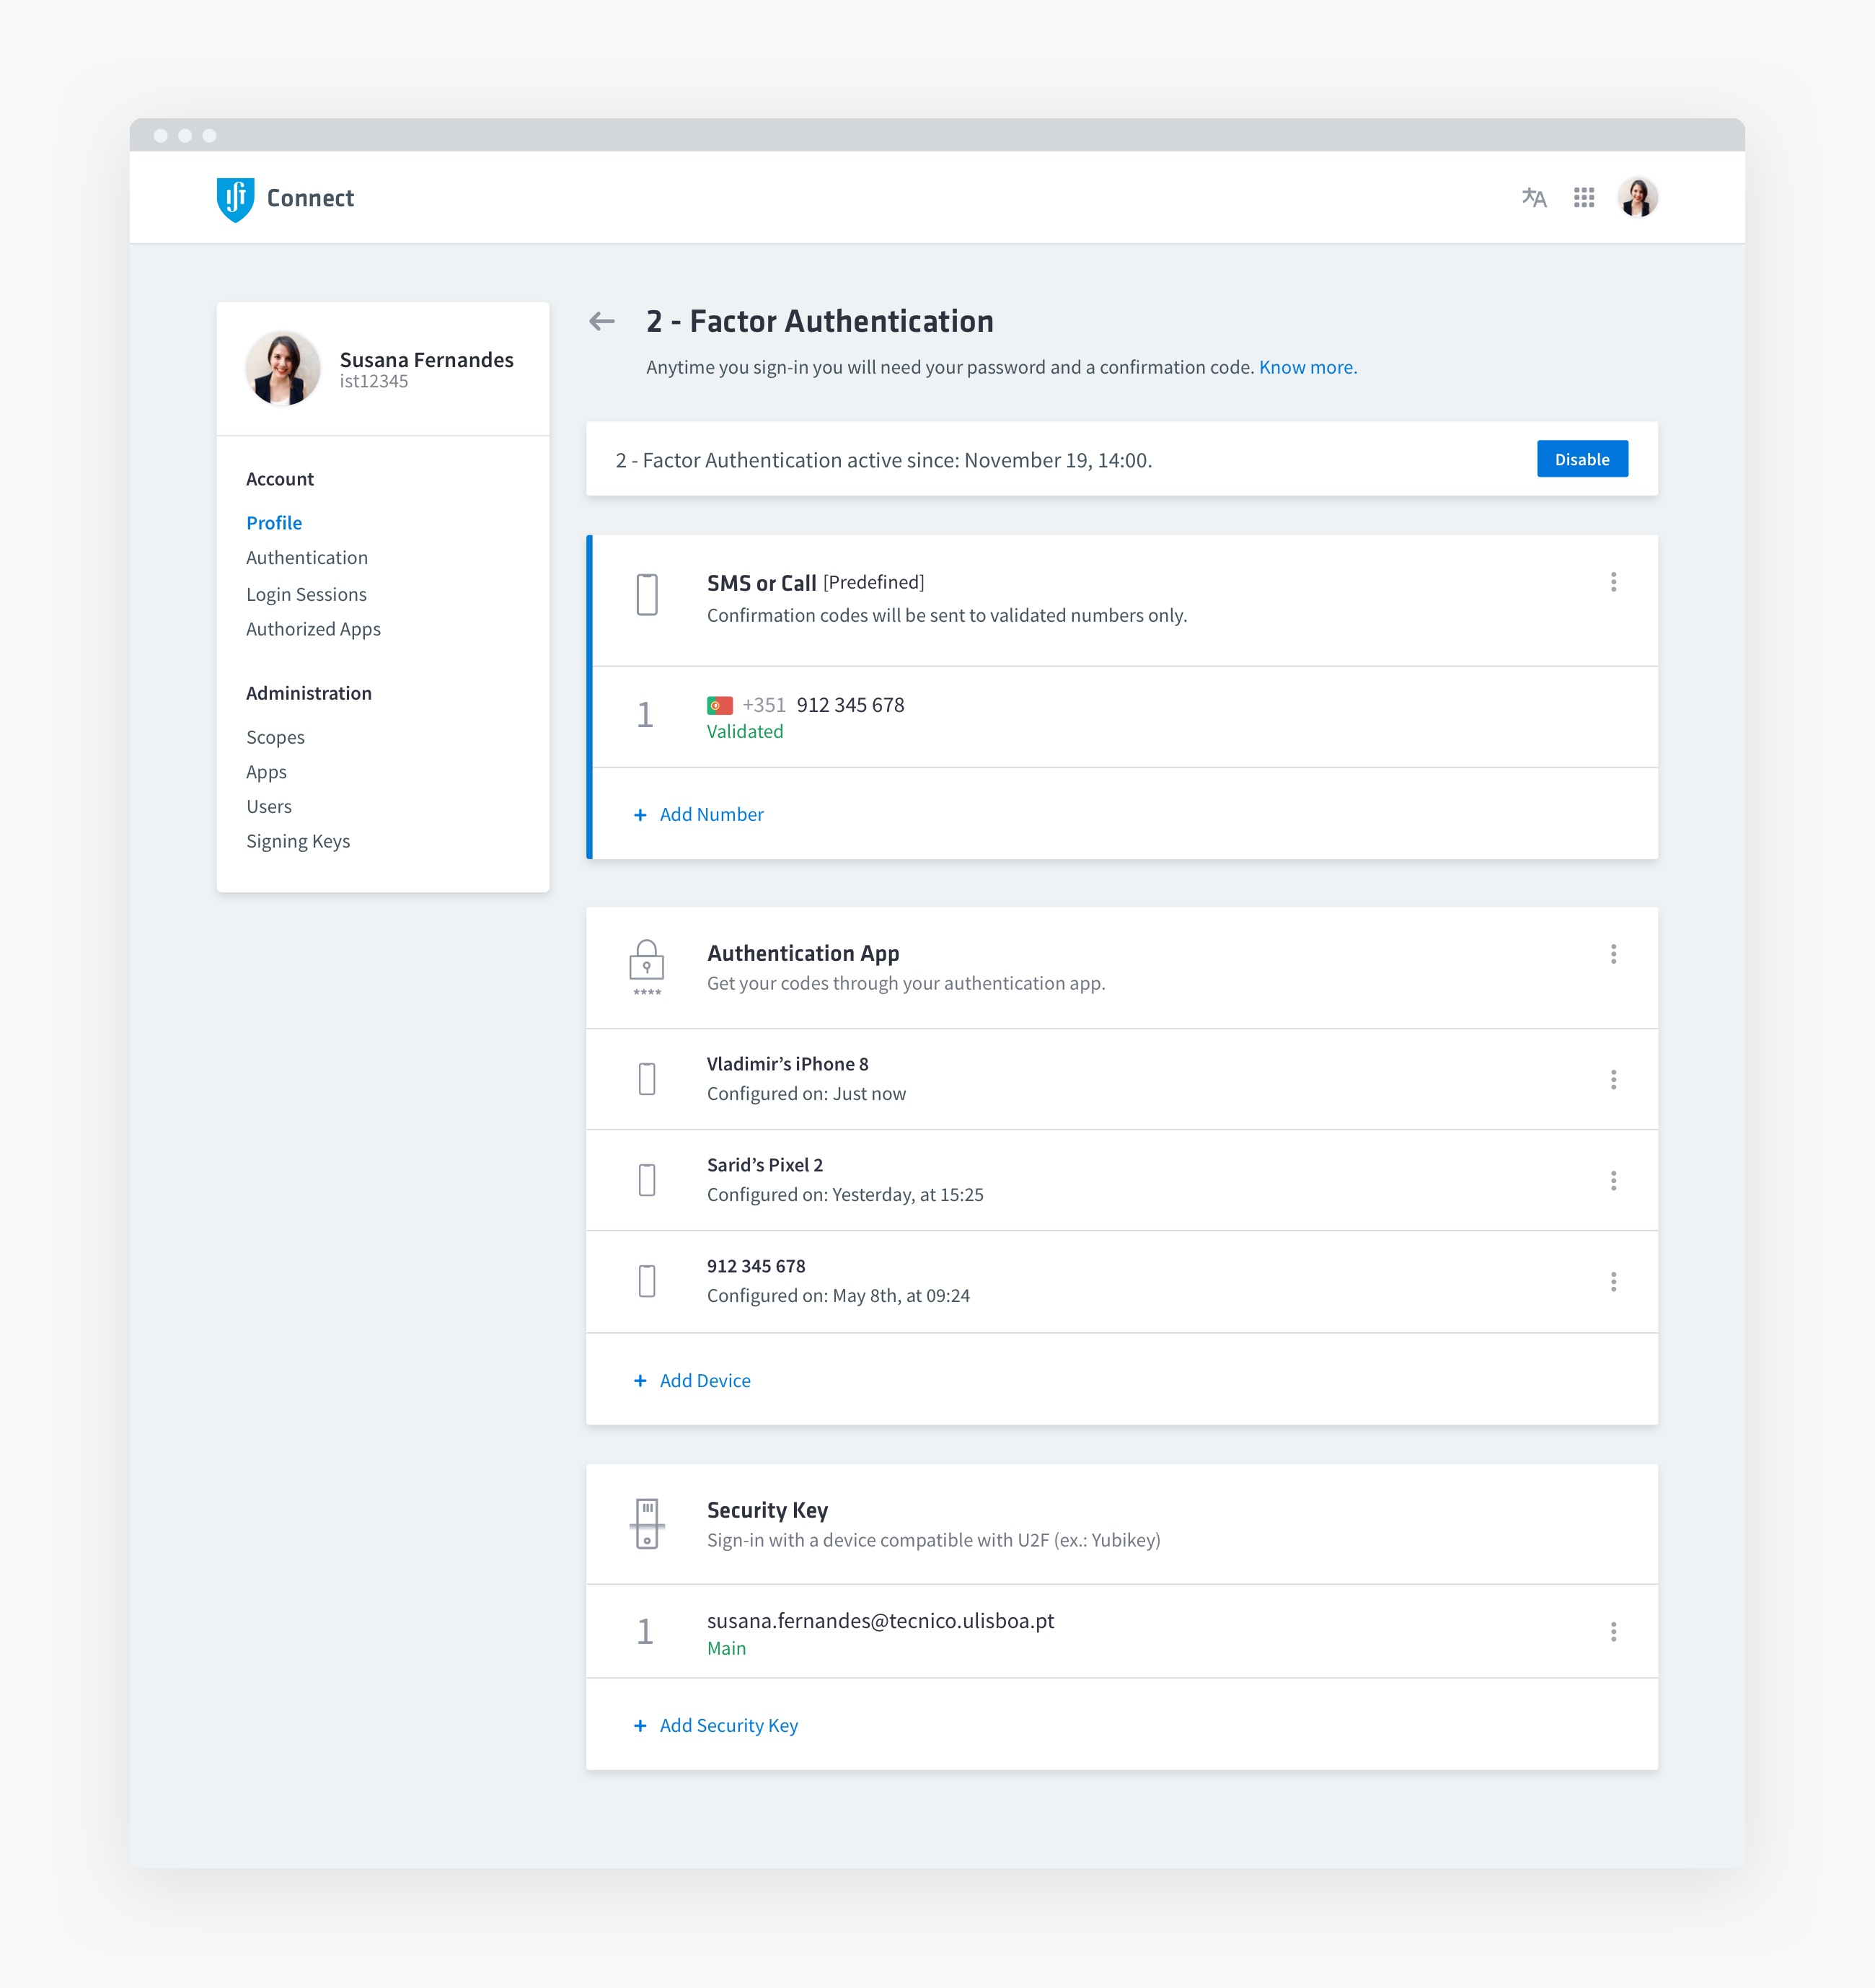 Connect
Susana Fernandes
ist12345
Account
Profile
Authentication
Login Sessions
Authorized Apps
Administration
Scopes
Apps
Users
Signing Keys
2 - Factor Authentication
Anytime you sign-in you will need your password and a confirmation code. Know more.
2 - Factor Authentication active since: November 19, 14:00.
Disable
SMS or Call [Predefined]
Confirmation codes will be sent to validated numbers only.
1
+351 912 345 678
Validated
+ Add Number
****
Authentication App
Get your codes through your authentication app.
Vladimir’s iPhone 8
Configured on: Just now
Sarid’s Pixel 2
Configured on: Yesterday, at 15:25
912 345 678
Configured on: May 8th, at 09:24
+ Add Device
Security Key
Sign-in with a device compatible with U2F (ex.: Yubikey)
1
susana.fernandes@tecnico.ulisboa.pt
Main
+ Add Security Key